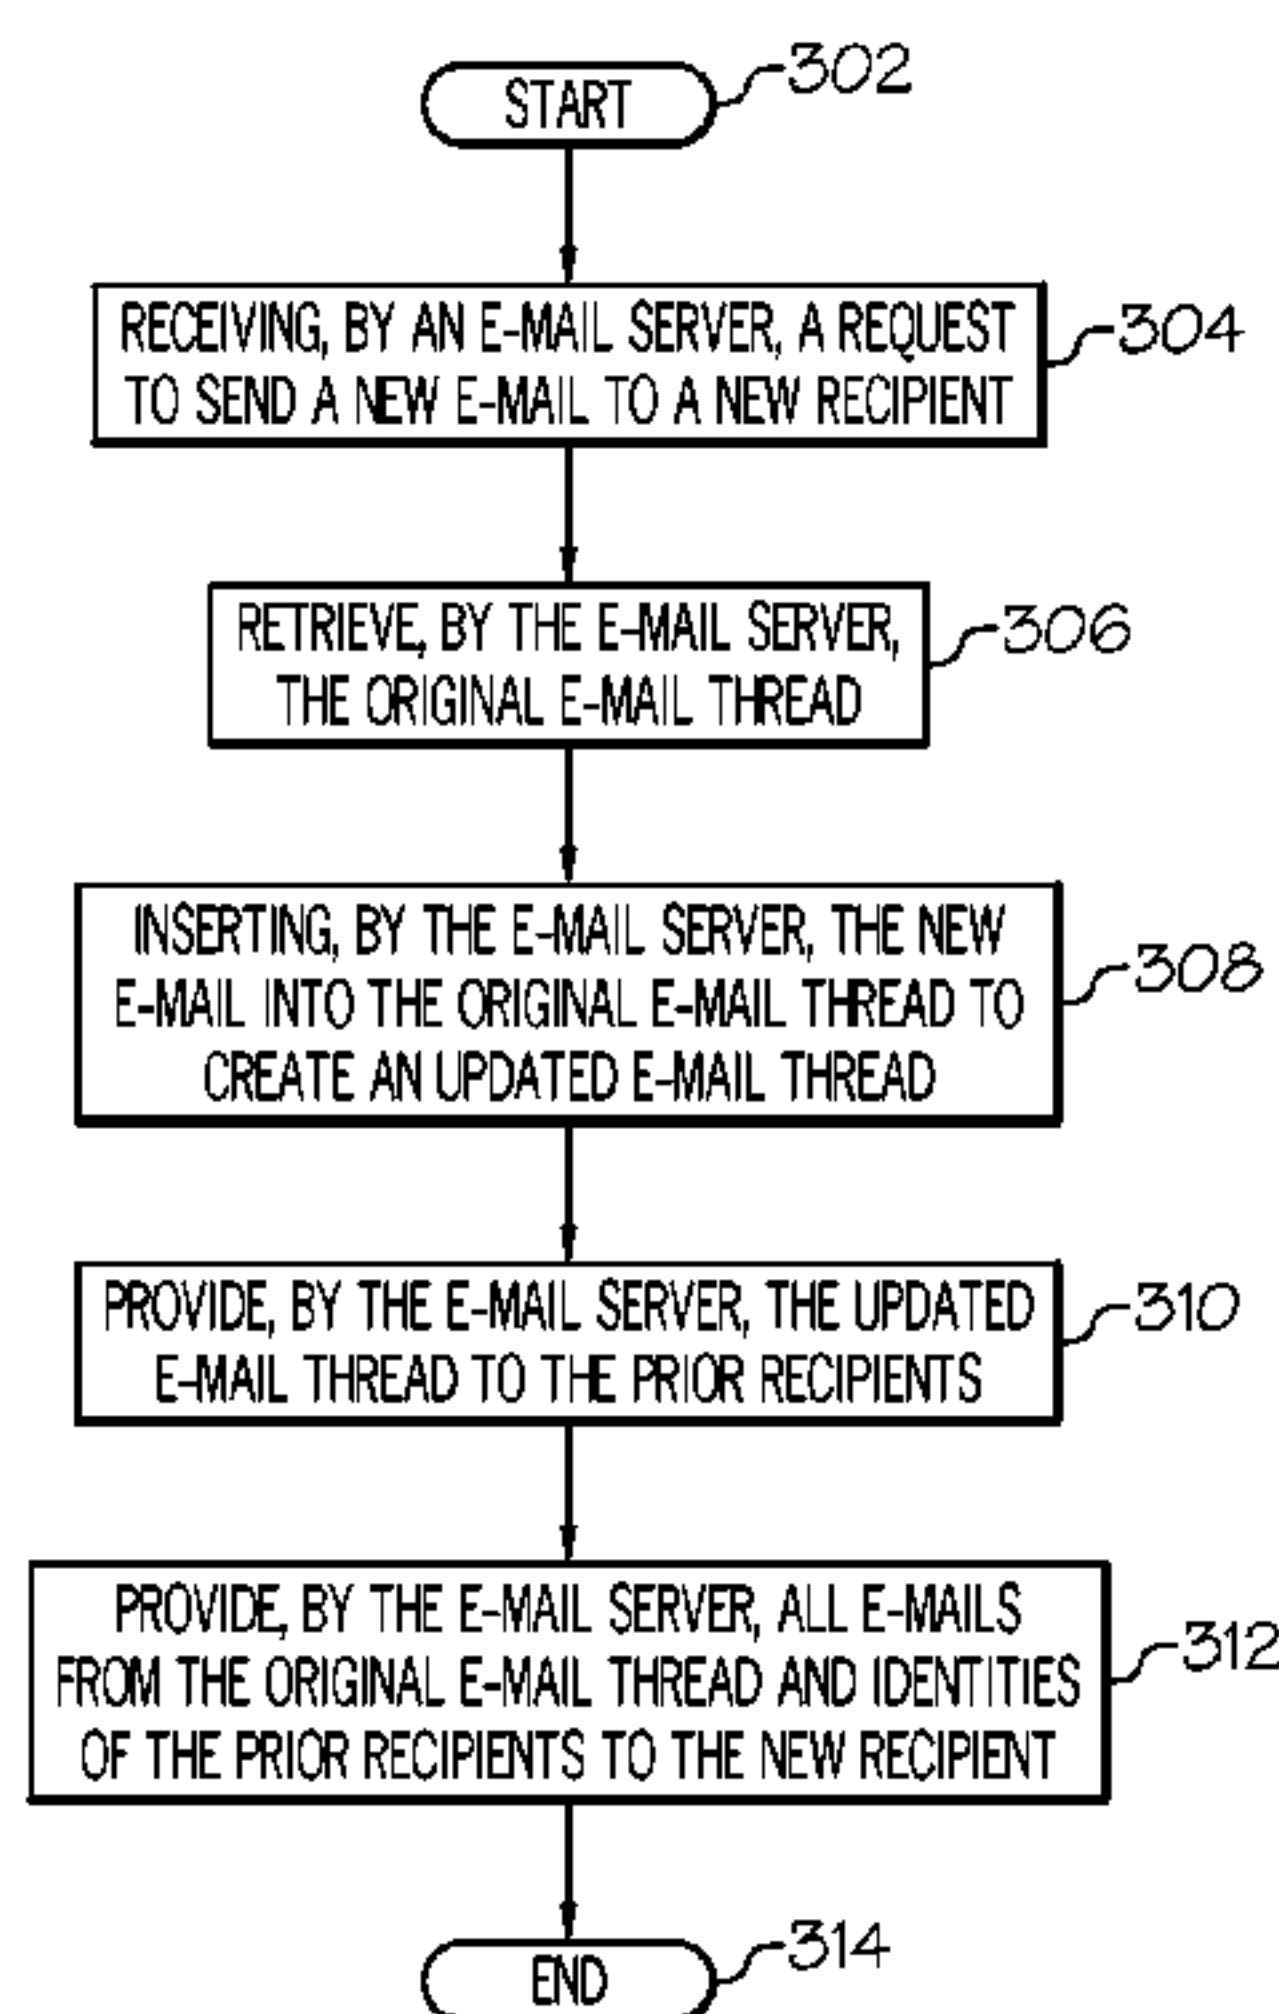 START
302
RECEIVING, BY AN E-MAIL SERVER, A REQUEST
TO SEND A NEW E-MAIL TO A NEW RECIPIENT
304
RETRIEVE, BY THE E-MAIL SERVER,
THE ORIGINAL E-MAIL THREAD
306
INSERTING, BY THE E-MAIL SERVER, THE NEW
E-MAIL INTO THE ORIGINAL E-MAIL THREAD TO
CREATE AN UPDATED E-MAIL THREAD
308
PROVIDE, BY THE E-MAIL SERVER, THE UPDATED
E-MAIL THREAD TO THE PRIOR RECIPIENTS
310
PROVIDE, BY THE E-MAIL SERVER, ALL E-MAILS
FROM THE ORIGINAL E-MAIL THREAD AND IDENTITIES
OF THE PRIOR RECIPIENTS TO THE NEW RECIPIENT
312
END
314